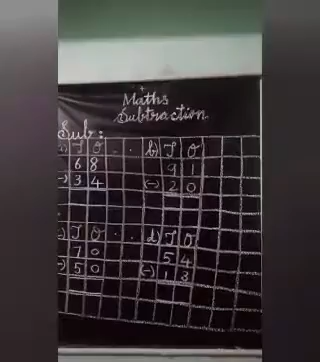 Maths
Subtraction
Sub:
a) T O b) T O
6 8 9 1
(-) 3 4 (-) 2 0
c) T O d) T O
7 0 5 4
(-) 5 0 (-) 1 3